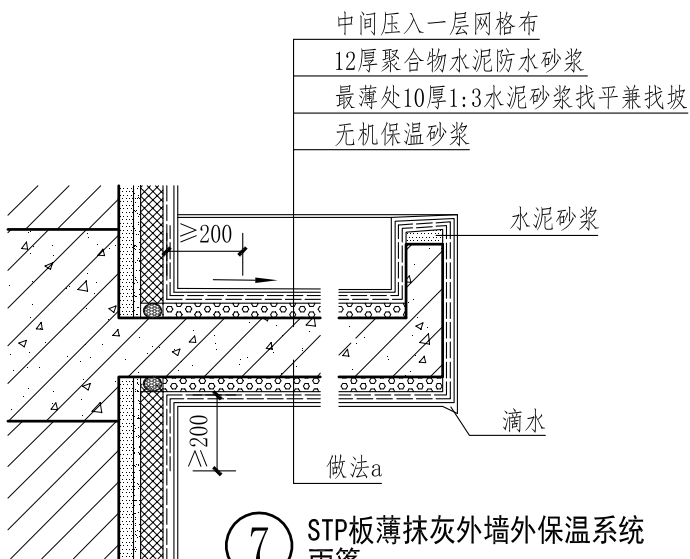 中间压入一层网格布
12厚聚合物水泥防水砂浆
最薄处10厚1:3水泥砂浆找平兼找坡
无机保温砂浆
≥200
水泥砂浆
≥200
滴水
做法a
7 STP板薄抹灰外墙外保温系统
雨篷